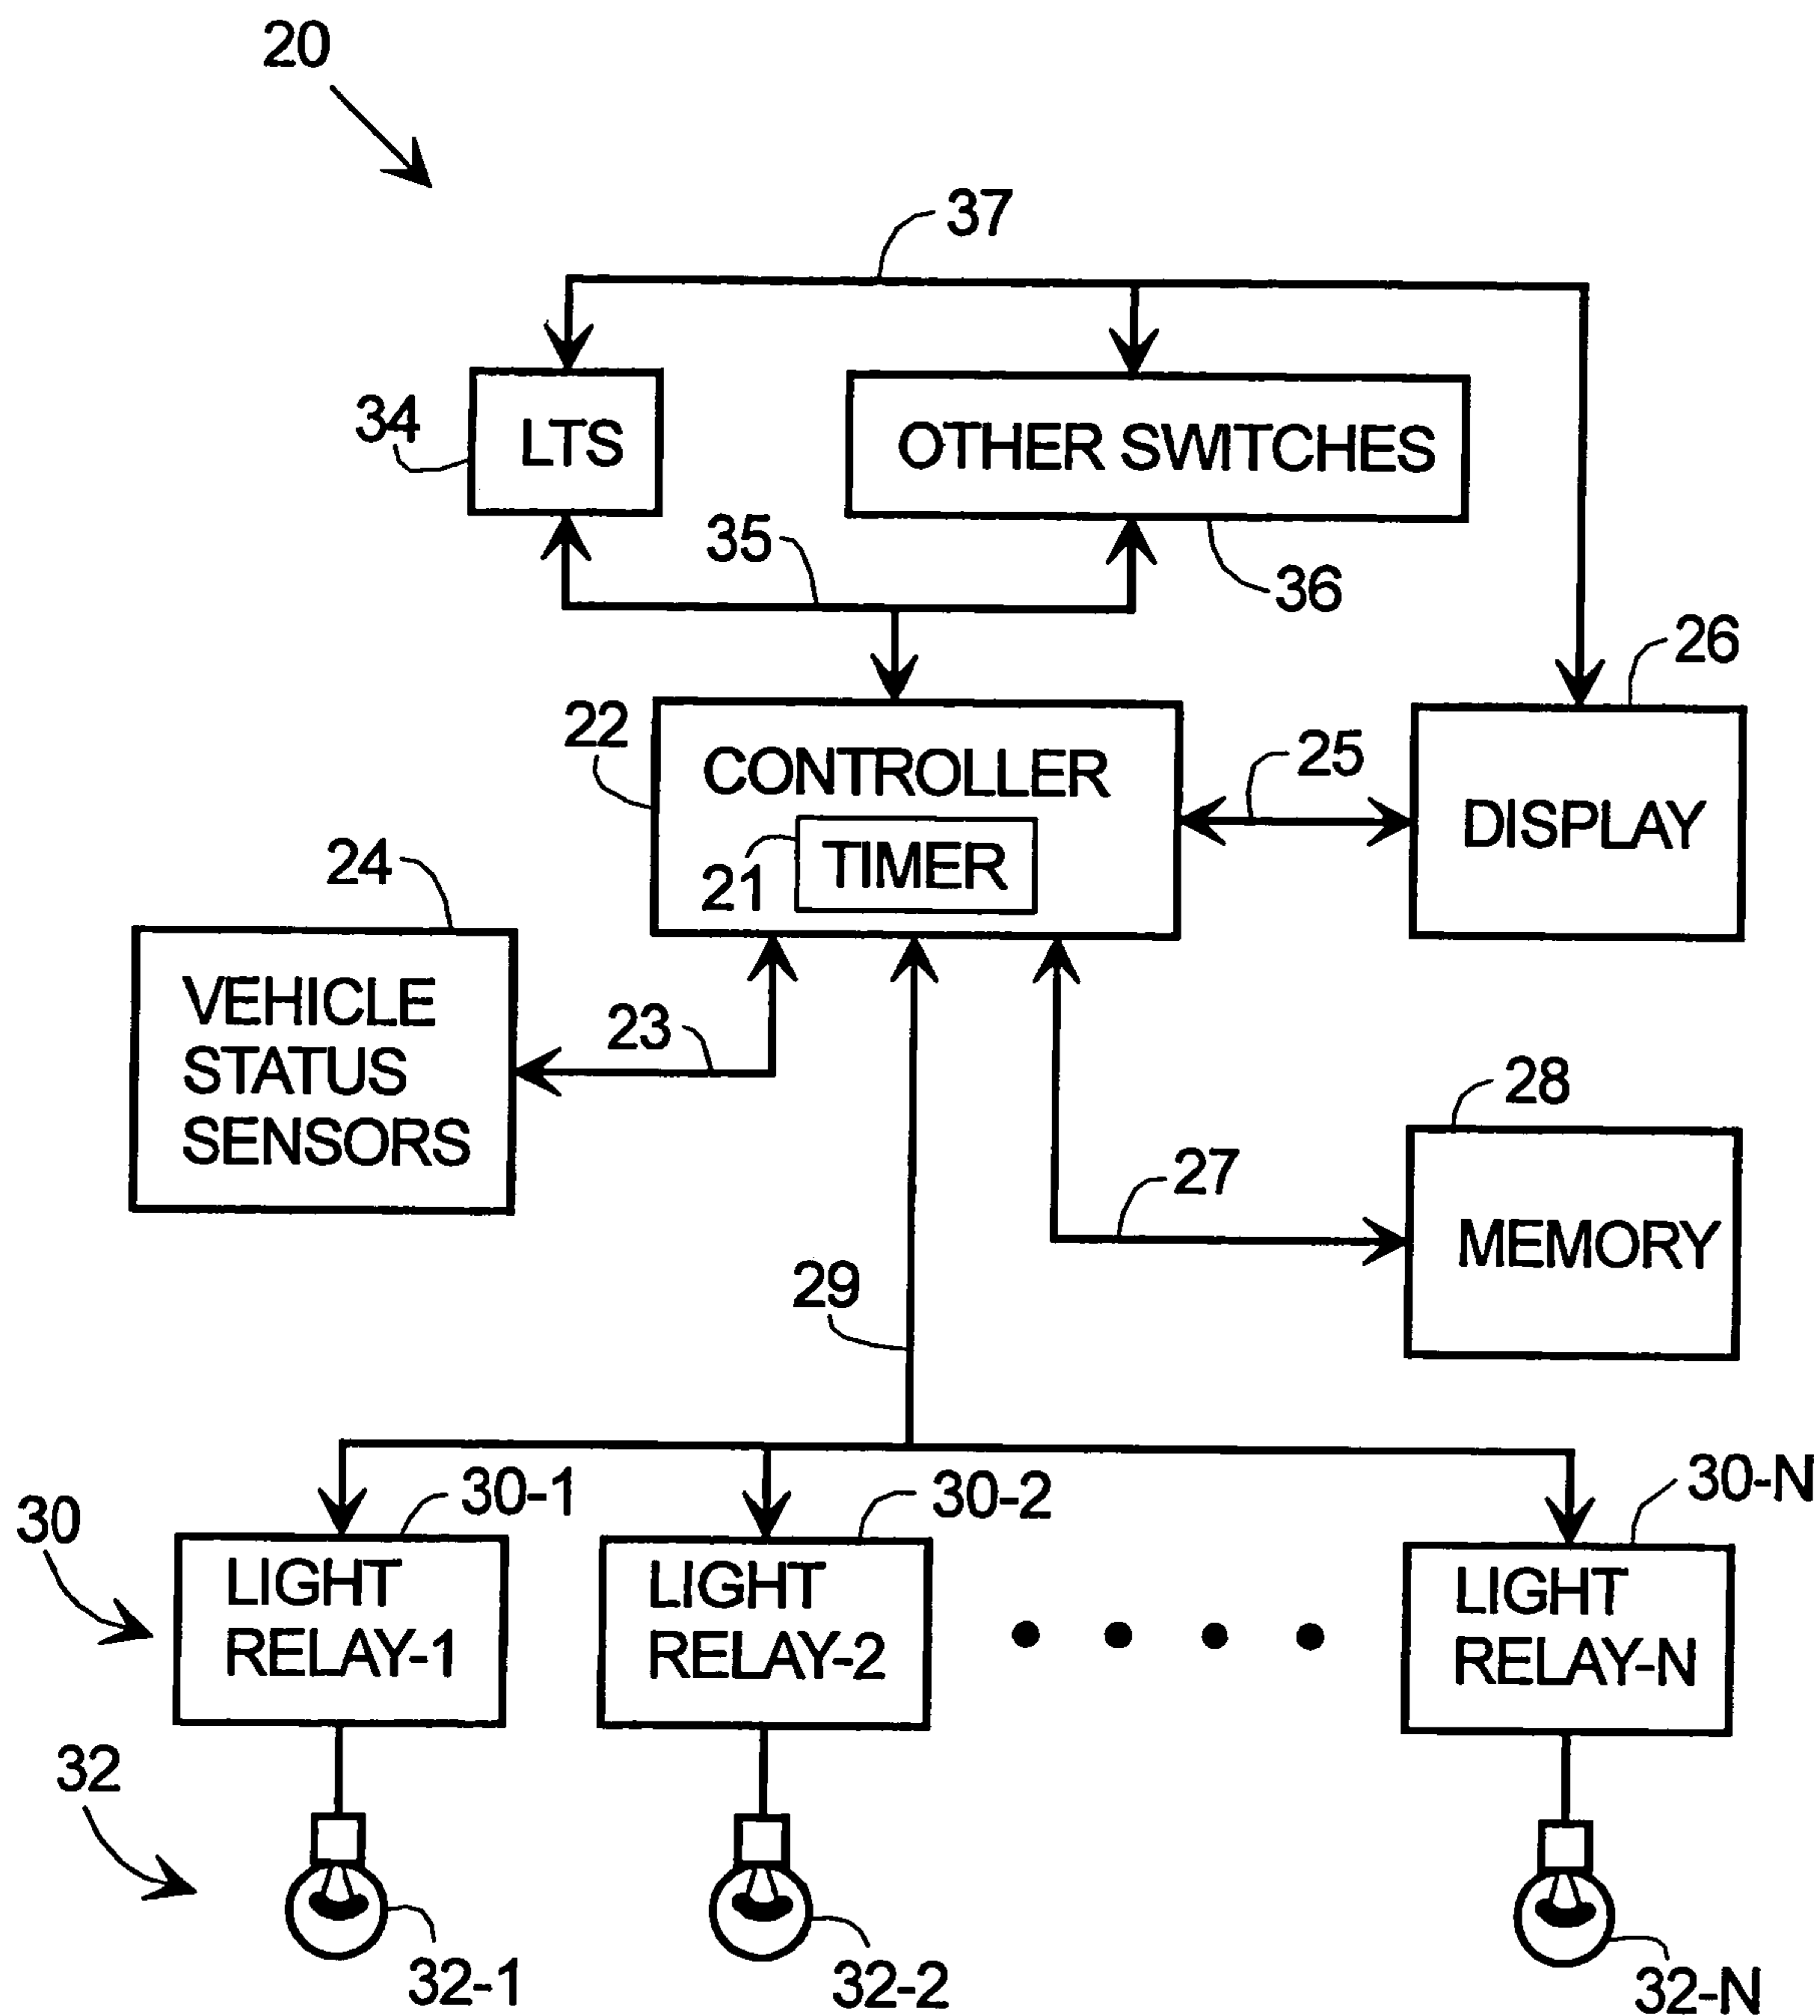 20
37
34
LTS
OTHER SWITCHES
35
36
26
22
CONTROLLER
25
DISPLAY
21
TIMER
24
VEHICLE
STATUS
SENSORS
23
28
27
MEMORY
29
30
30-1
30-2
30-N
LIGHT
RELAY-1
LIGHT
RELAY-2
LIGHT
RELAY-N
32
32-1
32-2
32-N